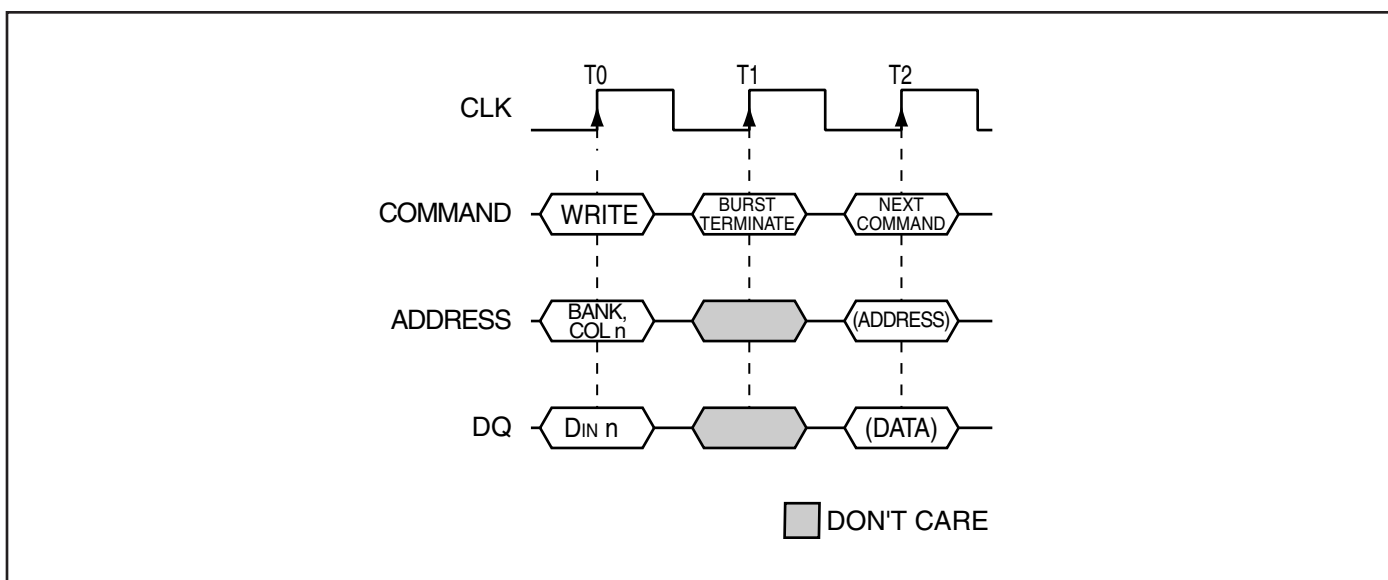 T0 T1 T2
CLK
COMMAND WRITE BURST TERMINATE NEXT COMMAND
ADDRESS BANK, COL n (ADDRESS)
DQ DIN n (DATA)
DON'T CARE